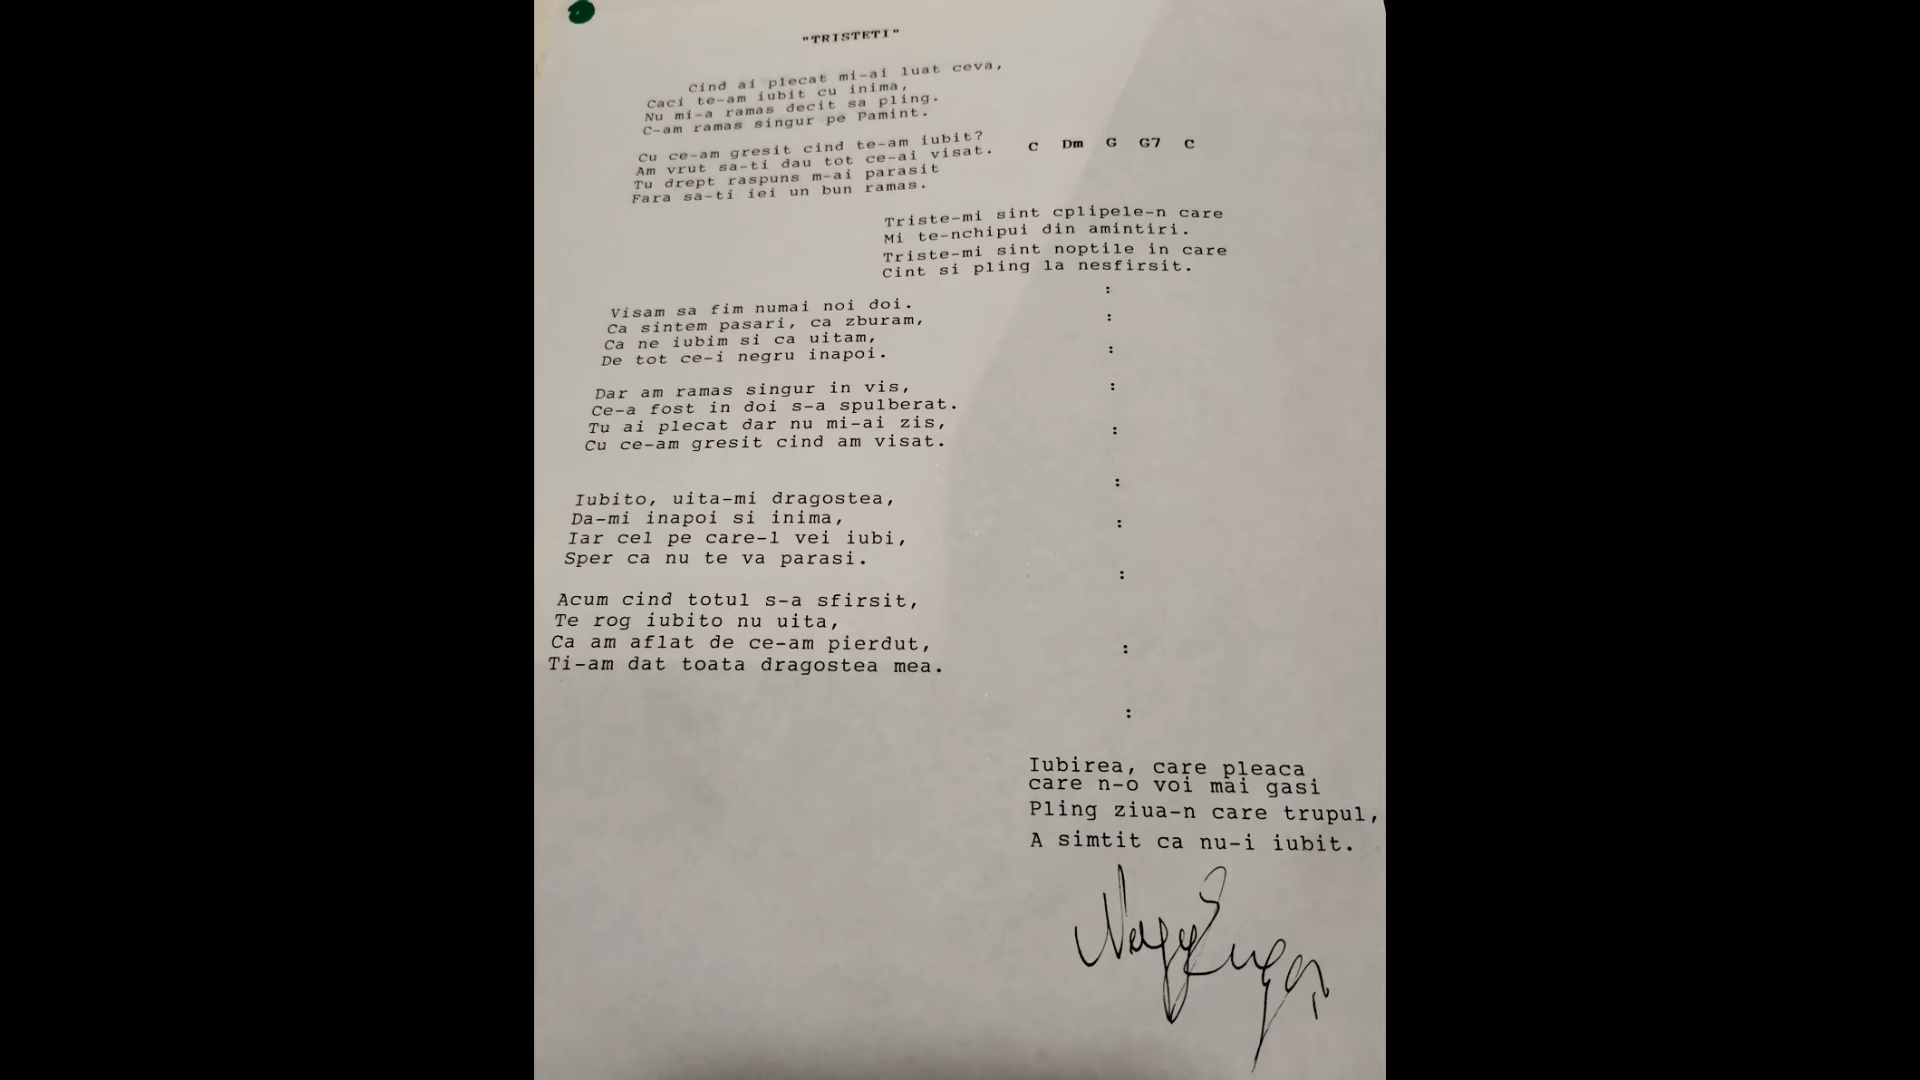 "TRISTETI"
Cind ai plecat mi-ai luat ceva,
Caci te-am iubit cu inima,
Nu mi-a ramas decit sa pling.
C-am ramas singur pe Pamint.
Cu ce-am gresit cind te-am iubit?
Am vrut sa-ti dau tot ce-ai visat.
Tu drept raspuns m-ai parasit
Fara sa-ti iei un bun ramas.
C Dm G G7 C
Triste-mi sint cplipele-n care
Mi te-nchipui din amintiri.
Triste-mi sint noptile in care
Cint si pling la nesfirsit.
:
:
:
:
:
:
:
:
:
:
Visam sa fim numai noi doi.
Ca sintem pasari, ca zburam,
Ca ne iubim si ca uitam,
De tot ce-i negru inapoi.
Dar am ramas singur in vis,
Ce-a fost in doi s-a spulberat.
Tu ai plecat dar nu mi-ai zis,
Cu ce-am gresit cind am visat.
Iubito, uita-mi dragostea,
Da-mi inapoi si inima,
Iar cel pe care-l vei iubi,
Sper ca nu te va parasi.
Acum cind totul s-a sfirsit,
Te rog iubito nu uita,
Ca am aflat de ce-am pierdut,
Ti-am dat toata dragostea mea.
Iubirea, care pleaca
care n-o voi mai gasi
Pling ziua-n care trupul,
A simtit ca nu-i iubit.